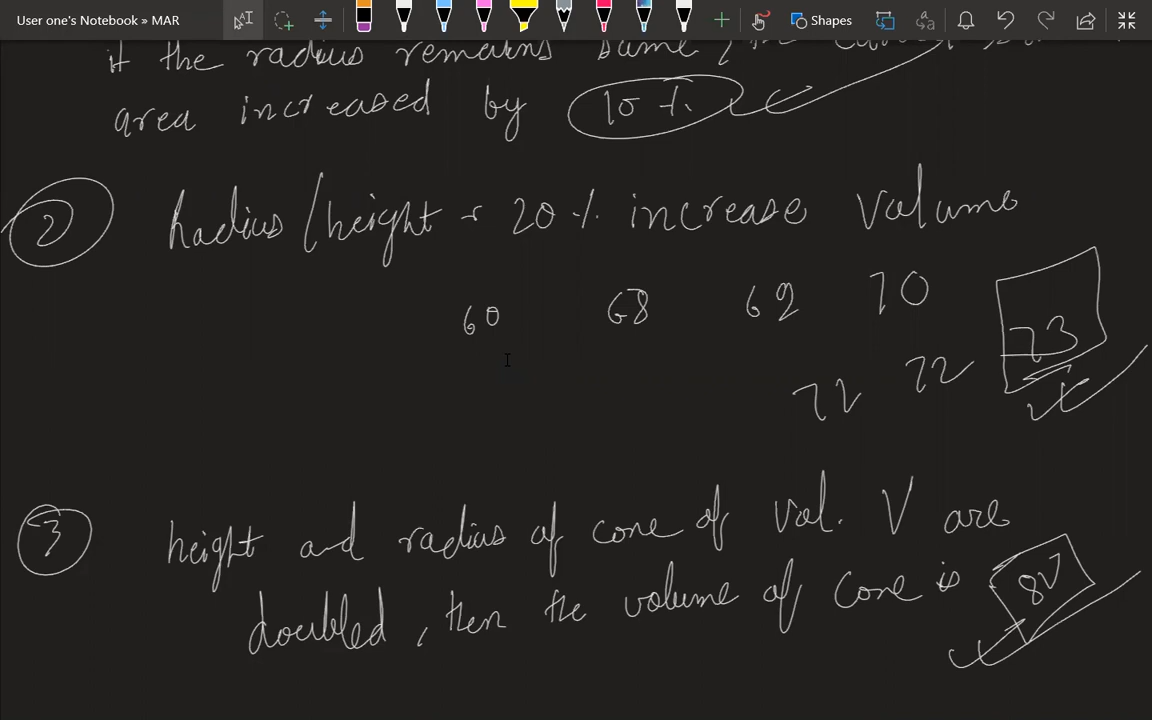 User one's Notebook » MAR
Shapes
if the radius remains same, the
area increased by 10%
2 Radius/height - 20% increase Volume
60 68 69 70
73
72 72
3 height and radius of cone of Vol. V are
doubled, then the volume of cone is 8V